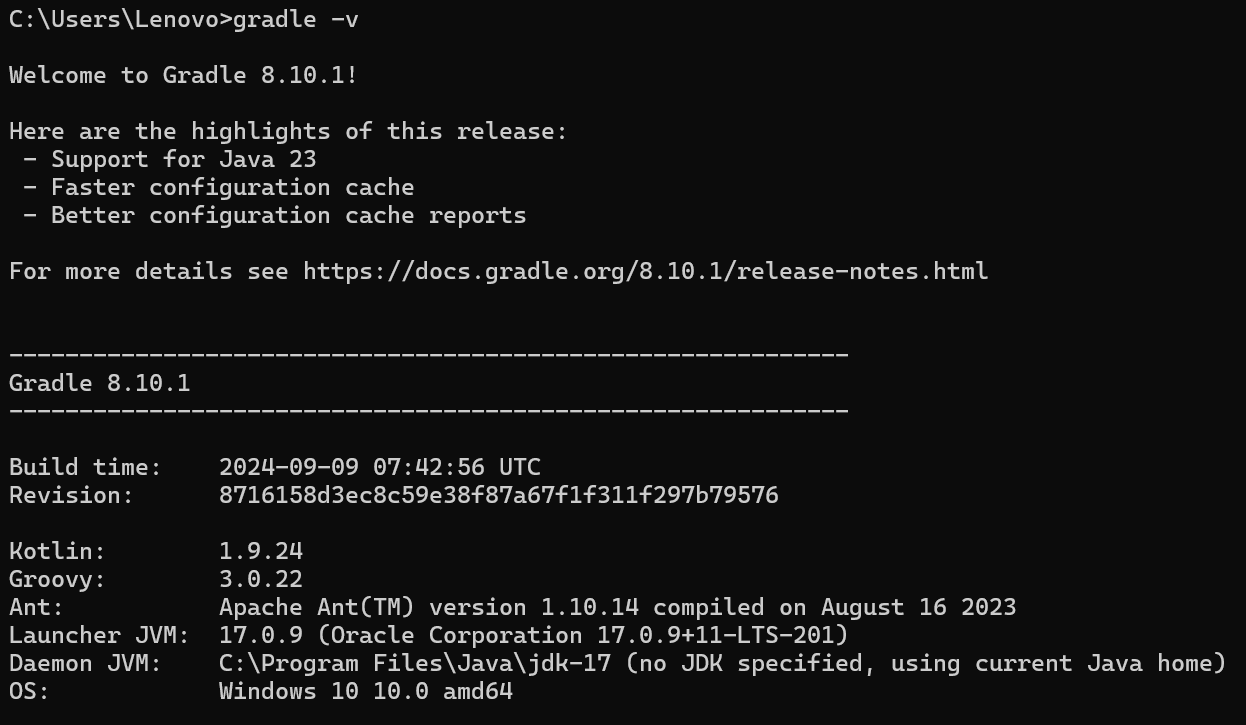 C:\Users\Lenovo>gradle -v
Welcome to Gradle 8.10.1!
Here are the highlights of this release:
 - Support for Java 23
 - Faster configuration cache
 - Better configuration cache reports
For more details see https://docs.gradle.org/8.10.1/release-notes.html
------------------------------------------------------------
Gradle 8.10.1
------------------------------------------------------------
Build time:    2024-09-09 07:42:56 UTC
Revision:      8716158d3ec8c59e38f87a67f1f311f297b79576
Kotlin:        1.9.24
Groovy:        3.0.22
Ant:           Apache Ant(TM) version 1.10.14 compiled on August 16 2023
Launcher JVM:  17.0.9 (Oracle Corporation 17.0.9+11-LTS-201)
Daemon JVM:    C:\Program Files\Java\jdk-17 (no JDK specified, using current Java home)
OS:            Windows 10 10.0 amd64